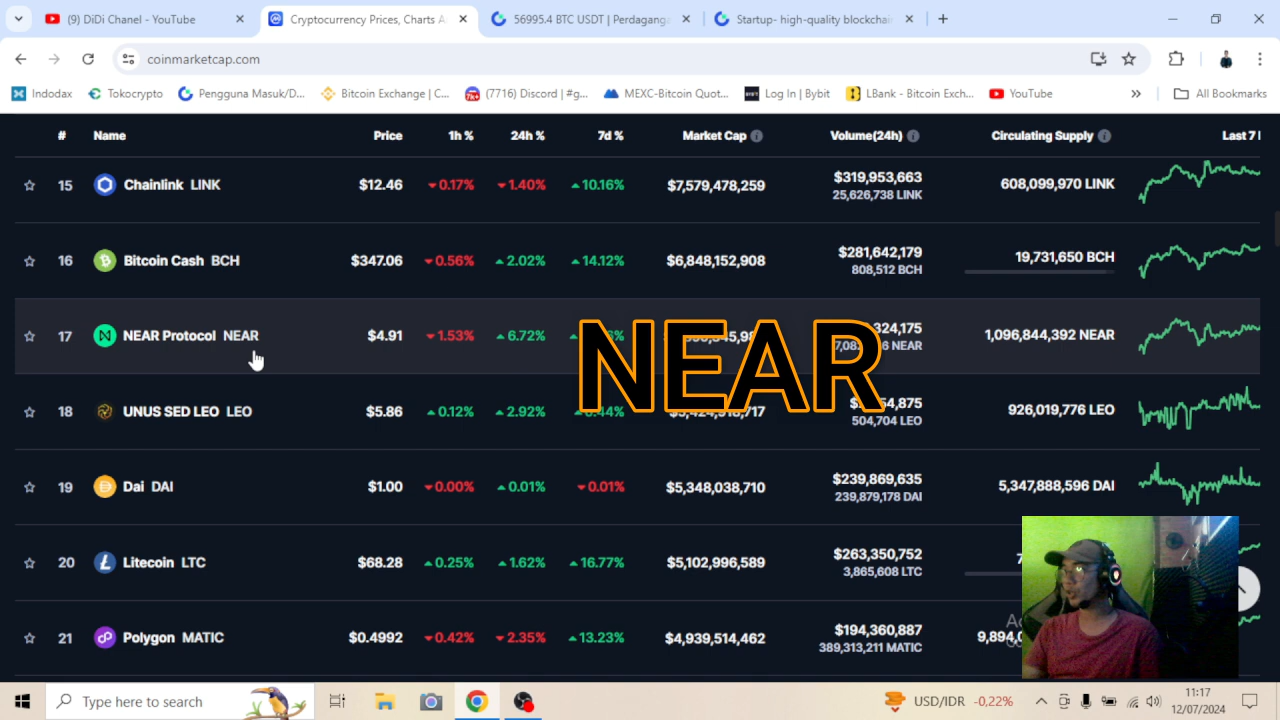 (9) DiDi Chanel - YouTube
Cryptocurrency Prices, Charts A
56995.4 BTC USDT | Perdagang
Startup- high-quality blockchai
coinmarketcap.com
Indodax
Tokocrypto
Pengguna Masuk/D...
Bitcoin Exchange | C...
(7716) Discord | #g...
MEXC-Bitcoin Quot...
Log In | Bybit
LBank - Bitcoin Exch...
YouTube
All Bookmarks
# Name Price 1h % 24h % 7d % Market Cap Volume(24h) Circulating Supply Last 7
15 Chainlink LINK $12.46 0.17% 1.40% 10.16% $7,579,478,259 $319,953,663 608,099,970 LINK
25,626,738 LINK
16 Bitcoin Cash BCH $347.06 0.56% 2.02% 14.12% $6,848,152,908 $281,642,179 19,731,650 BCH
808,512 BCH
17 NEAR Protocol NEAR $4.91 1.53% 6.72% 324,175 1,096,844,392 NEAR
NEAR
NEAR
18 UNUS SED LEO LEO $5.86 0.12% 2.92% 926,019,776 LEO
504,704 LEO
19 Dai DAI $1.00 0.00% 0.01% 0.01% $5,348,038,710 $239,869,635 5,347,888,596 DAI
239,879,178 DAI
20 Litecoin LTC $68.28 0.25% 1.62% 16.77% $5,102,996,589 $263,350,752
3,865,608 LTC
21 Polygon MATIC $0.4992 0.42% 2.35% 13.23% $4,939,514,462 $194,360,887 9,894,0
389,313,211 MATIC
Type here to search
USD/IDR -0,22%
11:17
12/07/2024